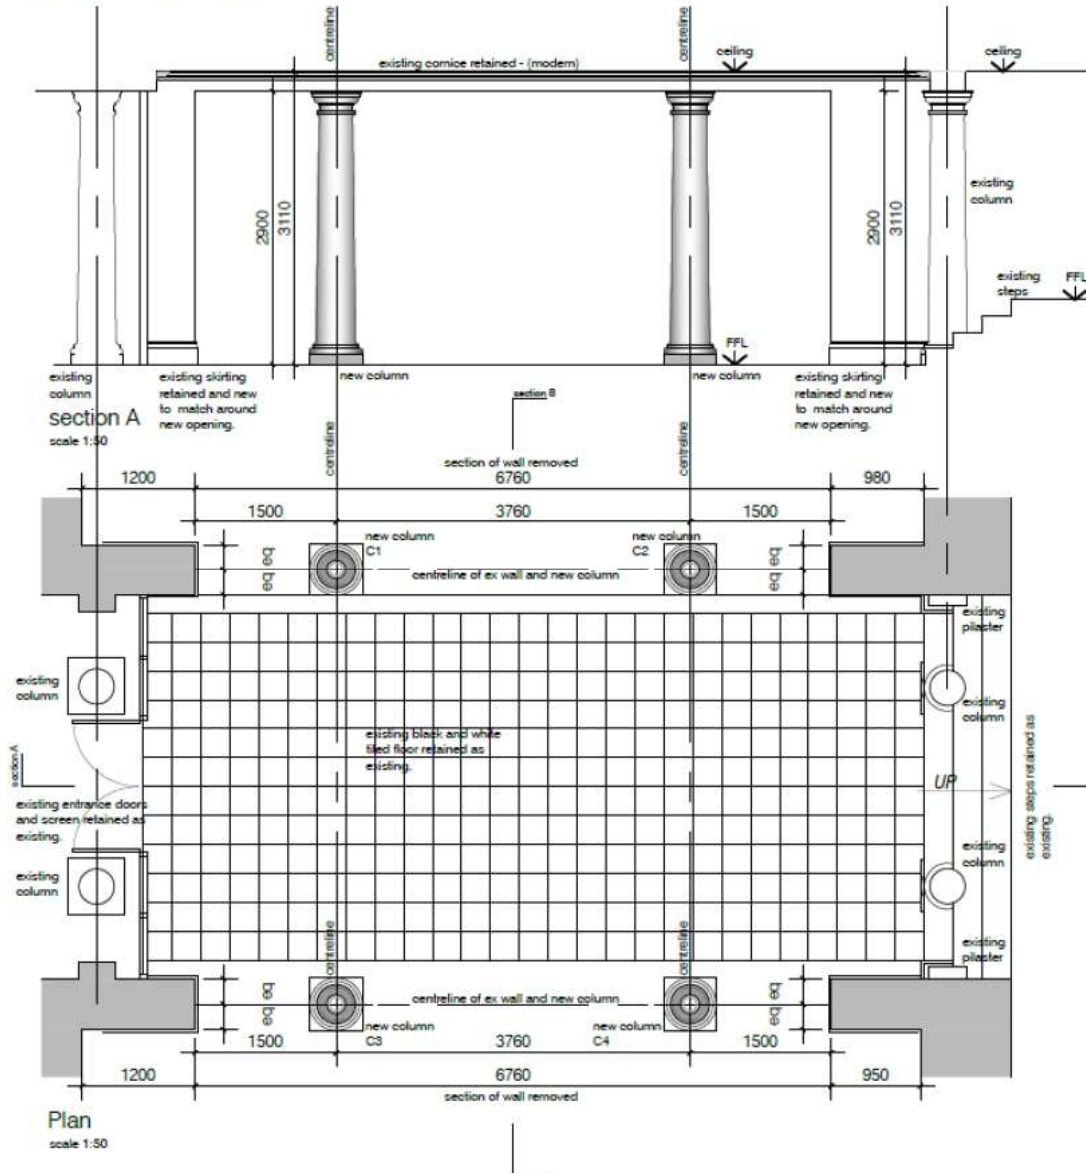 centreline
centreline
ceiling
ceiling
existing cornice retained - (modern)
2900
3110
2900
3110
existing
column
existing
steps
FFL
FFL
existing
column
existing skirting
retained and new
to match around
new opening.
new column
new column
existing skirting
retained and new
to match around
new opening.
section A
scale 1:50
section B
centreline
centreline
section of wall removed
1200
6760
980
1500
3760
1500
new column
C1
new column
C2
eq
eq
centreline of ex wall and new column
eq
eq
existing
pilaster
existing
column
existing
column
existing black and white
tiled floor retained as
existing.
section A
UP
existing steps retained as
existing.
existing entrance doors
and screen retained as
existing.
existing
column
existing
column
existing
pilaster
centreline
centreline
eq
eq
centreline of ex wall and new column
eq
eq
new column
C3
new column
C4
1500
3760
1500
1200
6760
950
section of wall removed
Plan
scale 1:50